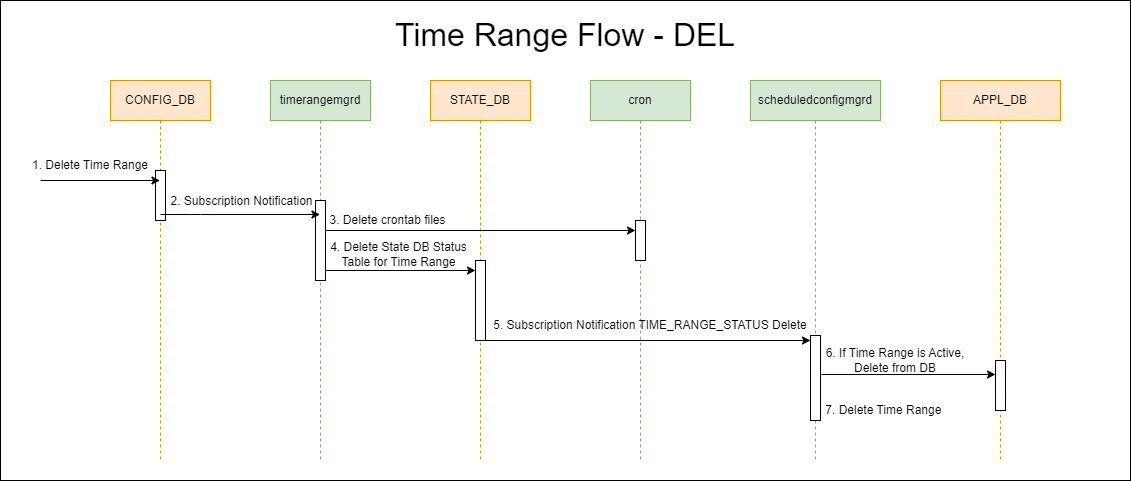 Time Range Flow - DEL
CONFIG_DB
timerangemgrd
STATE_DB
cron
scheduledconfigmgrd
APPL_DB
1. Delete Time Range
2. Subscription Notification
3. Delete crontab files
4. Delete State DB Status
Table for Time Range
5. Subscription Notification TIME_RANGE_STATUS Delete
6. If Time Range is Active,
Delete from DB
7. Delete Time Range